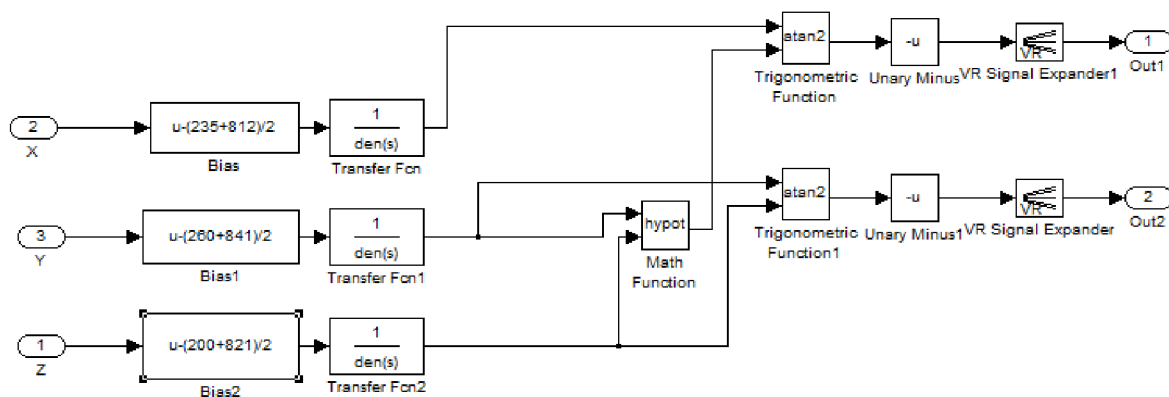 atan2
Trigonometric
Function
-u
Unary Minus
VR
VR Signal Expander1
1
Out1
2
X
u-(235+812)/2
Bias
1
den(s)
Transfer Fcn
3
Y
u-(260+841)/2
Bias1
1
den(s)
Transfer Fcn1
hypot
Math
Function
atan2
Trigonometric
Function1
-u
Unary Minus1
VR
VR Signal Expander
2
Out2
1
Z
u-(200+821)/2
Bias2
1
den(s)
Transfer Fcn2